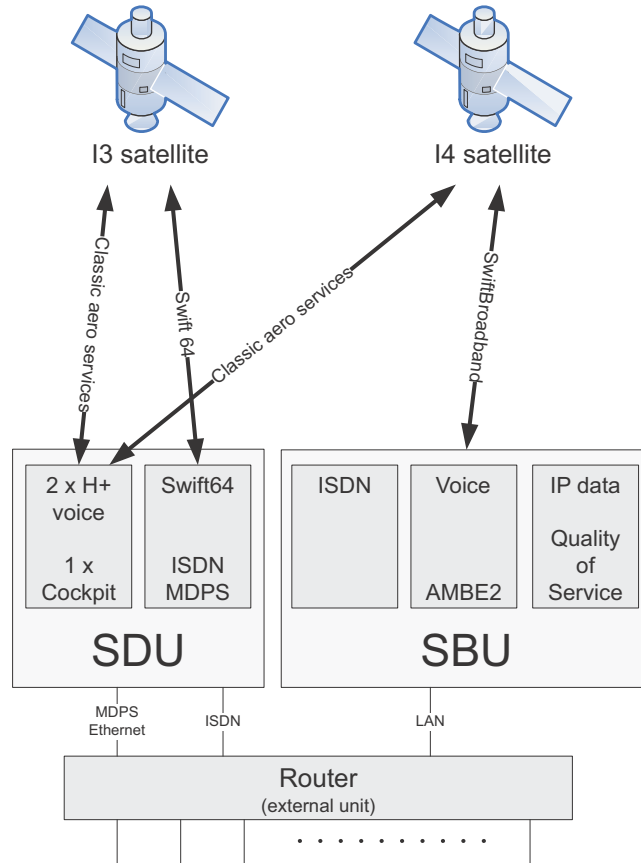 I3 satellite
I4 satellite
Classic aero services
Swift 64
Classic aero services
SwiftBroadband
2 x H+
voice
1 x
Cockpit
Swift64
ISDN
MDPS
SDU
ISDN
Voice
AMBE2
IP data
Quality
of
Service
SBU
MDPS
Ethernet
ISDN
LAN
Router
(external unit)